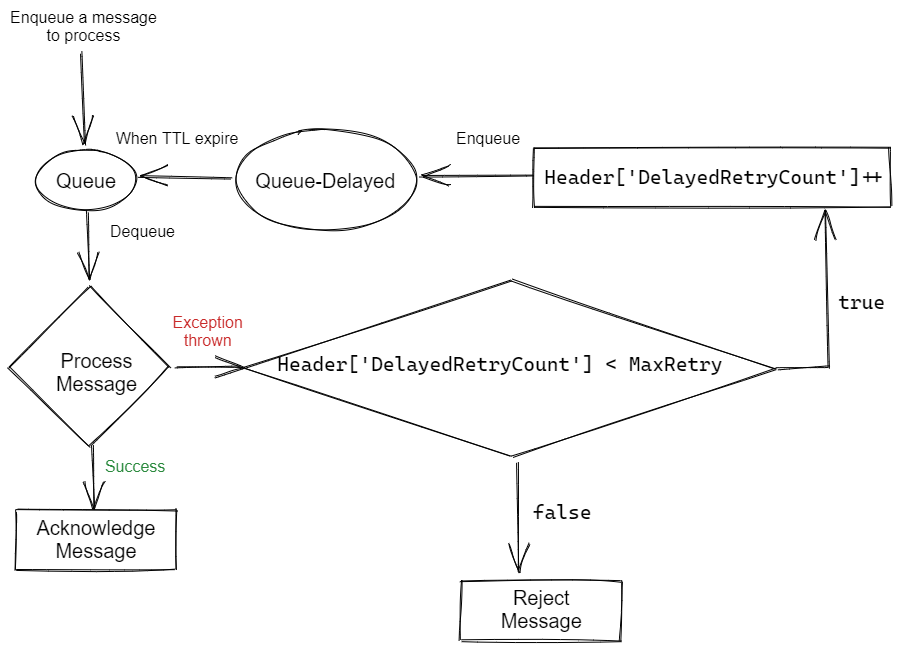 Enqueue a message
to process
When TTL expire
Enqueue
Queue
Queue-Delayed
Header['DelayedRetryCount']++
Dequeue
Exception
thrown
true
Process
Message
Header['DelayedRetryCount'] < MaxRetry
Success
false
Acknowledge
Message
Reject
Message